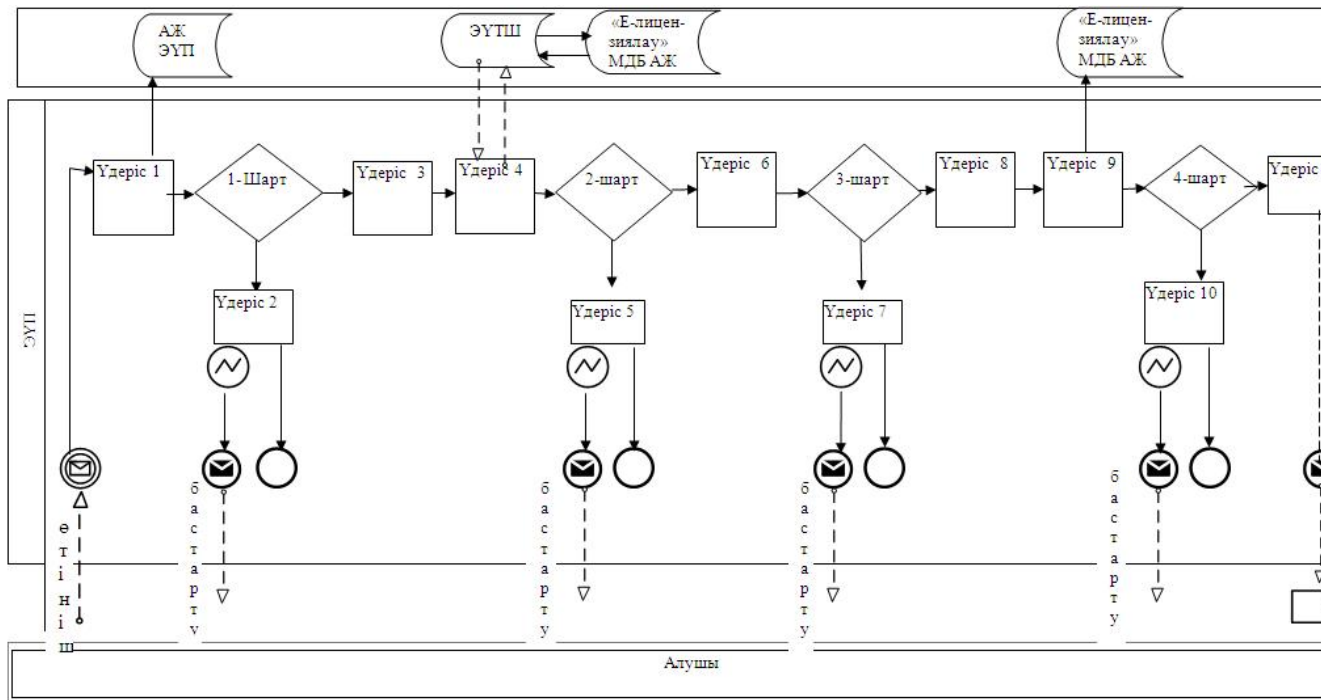 АЖ
ЭҮП
ЭҮТШ
«Е-лицен-
зиялау»
МДБ АЖ
«Е-лицен-
зиялау»
МДБ АЖ
Үдеріс 1
1-Шарт
Үдеріс 3
Үдеріс 4
2-шарт
Үдеріс 6
3-шарт
Үдеріс 8
Үдеріс 9
4-шарт
Үдеріс
Үдеріс 2
Үдеріс 5
Үдеріс 7
Үдеріс 10
өтініш
бастарту
бастарту
бастарту
бастарту
Алушы